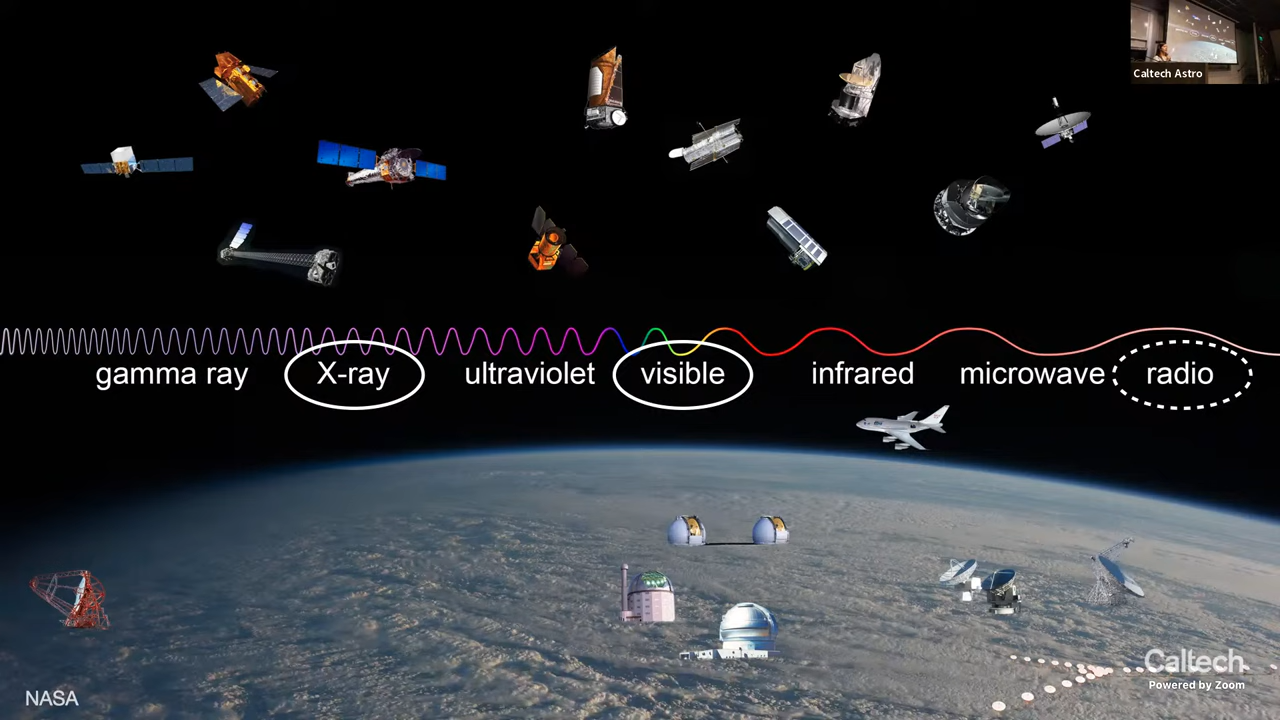 Caltech Astro
gamma ray X-ray ultraviolet visible infrared microwave radio
Caltech
Powered by Zoom
NASA